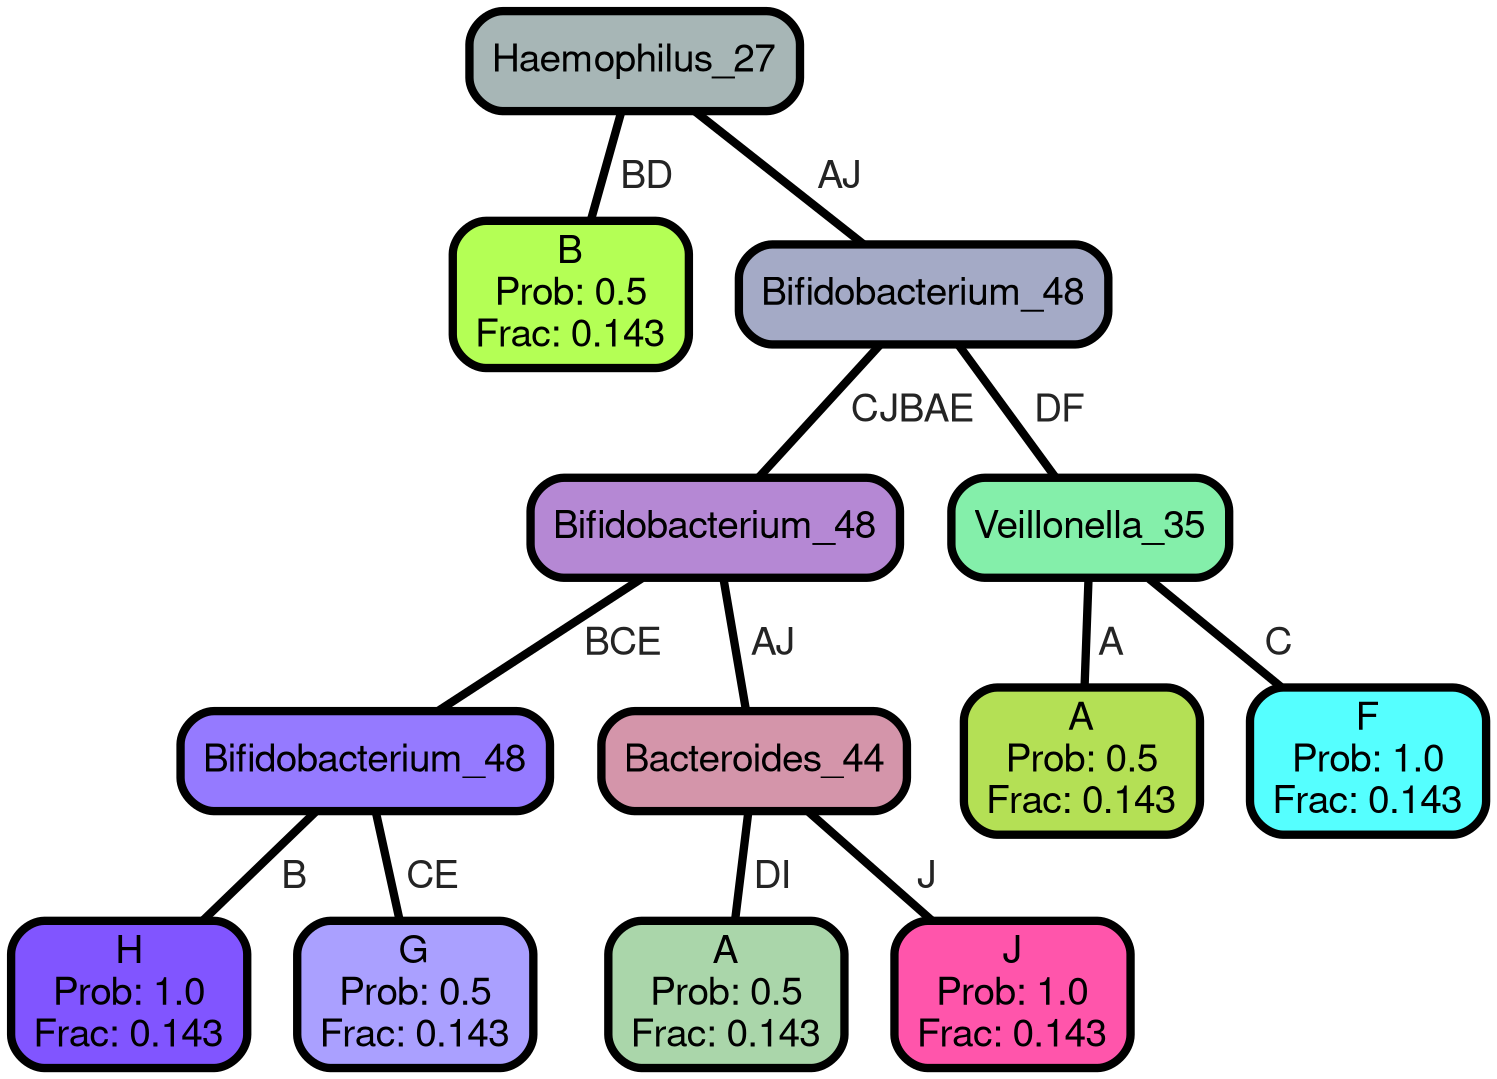 Haemophilus_27
BD
AJ
B
Prob: 0.5
Frac: 0.143
Bifidobacterium_48
CJBAE
DF
Bifidobacterium_48
Veillonella_35
BCE
AJ
A
C
Bifidobacterium_48
Bacteroides_44
A
Prob: 0.5
Frac: 0.143
F
Prob: 1.0
Frac: 0.143
B
CE
DI
J
H
Prob: 1.0
Frac: 0.143
G
Prob: 0.5
Frac: 0.143
A
Prob: 0.5
Frac: 0.143
J
Prob: 1.0
Frac: 0.143